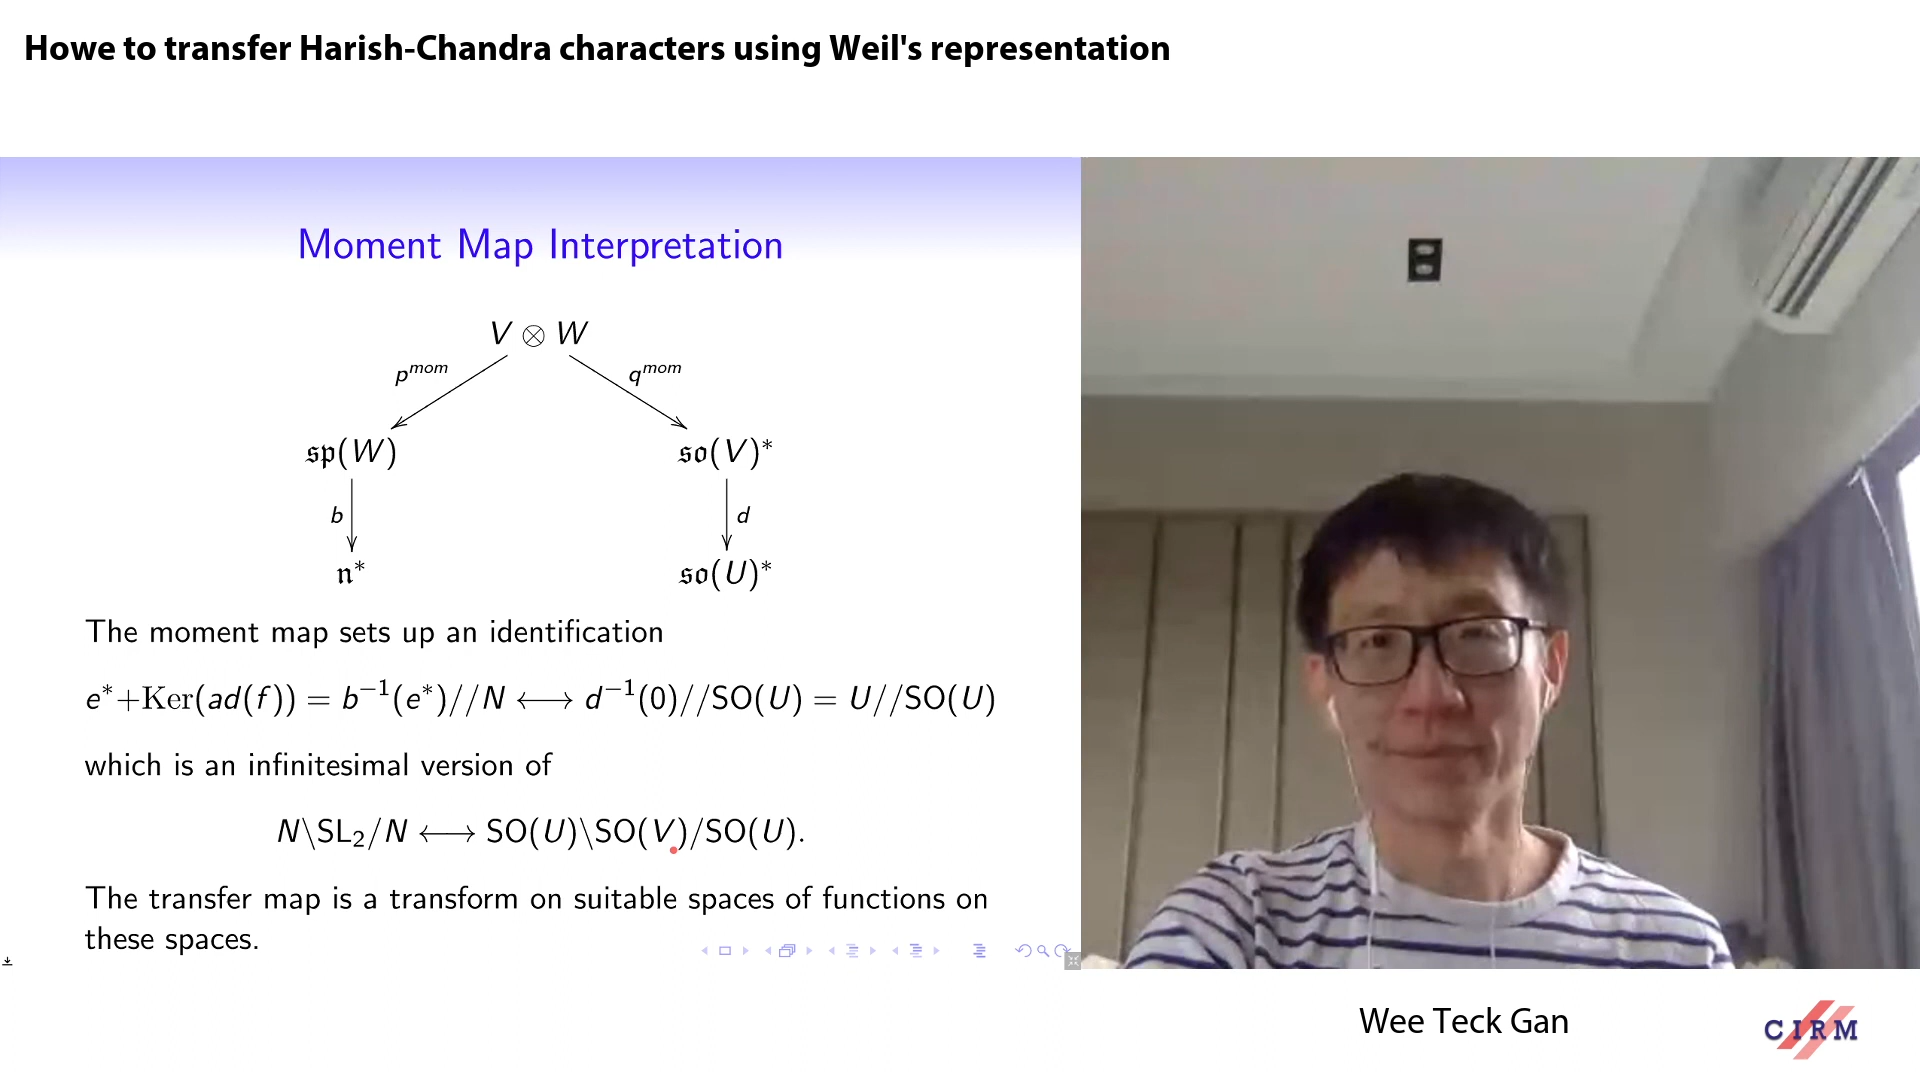 Howe to transfer Harish-Chandra characters using Weil's representation
Moment Map Interpretation
V ⊗ W
p^{mom} q^{mom}
𝔰𝔭(W) 𝔰𝔬(V)*
b d
𝔫* 𝔰𝔬(U)*
The moment map sets up an identification
e*+Ker(ad(f)) = b⁻¹(e*)//N ⟷ d⁻¹(0)//SO(U) = U//SO(U)
which is an infinitesimal version of
N\SL₂/N ⟷ SO(U)\SO(V)/SO(U).
The transfer map is a transform on suitable spaces of functions on
these spaces.
Wee Teck Gan
CIRM